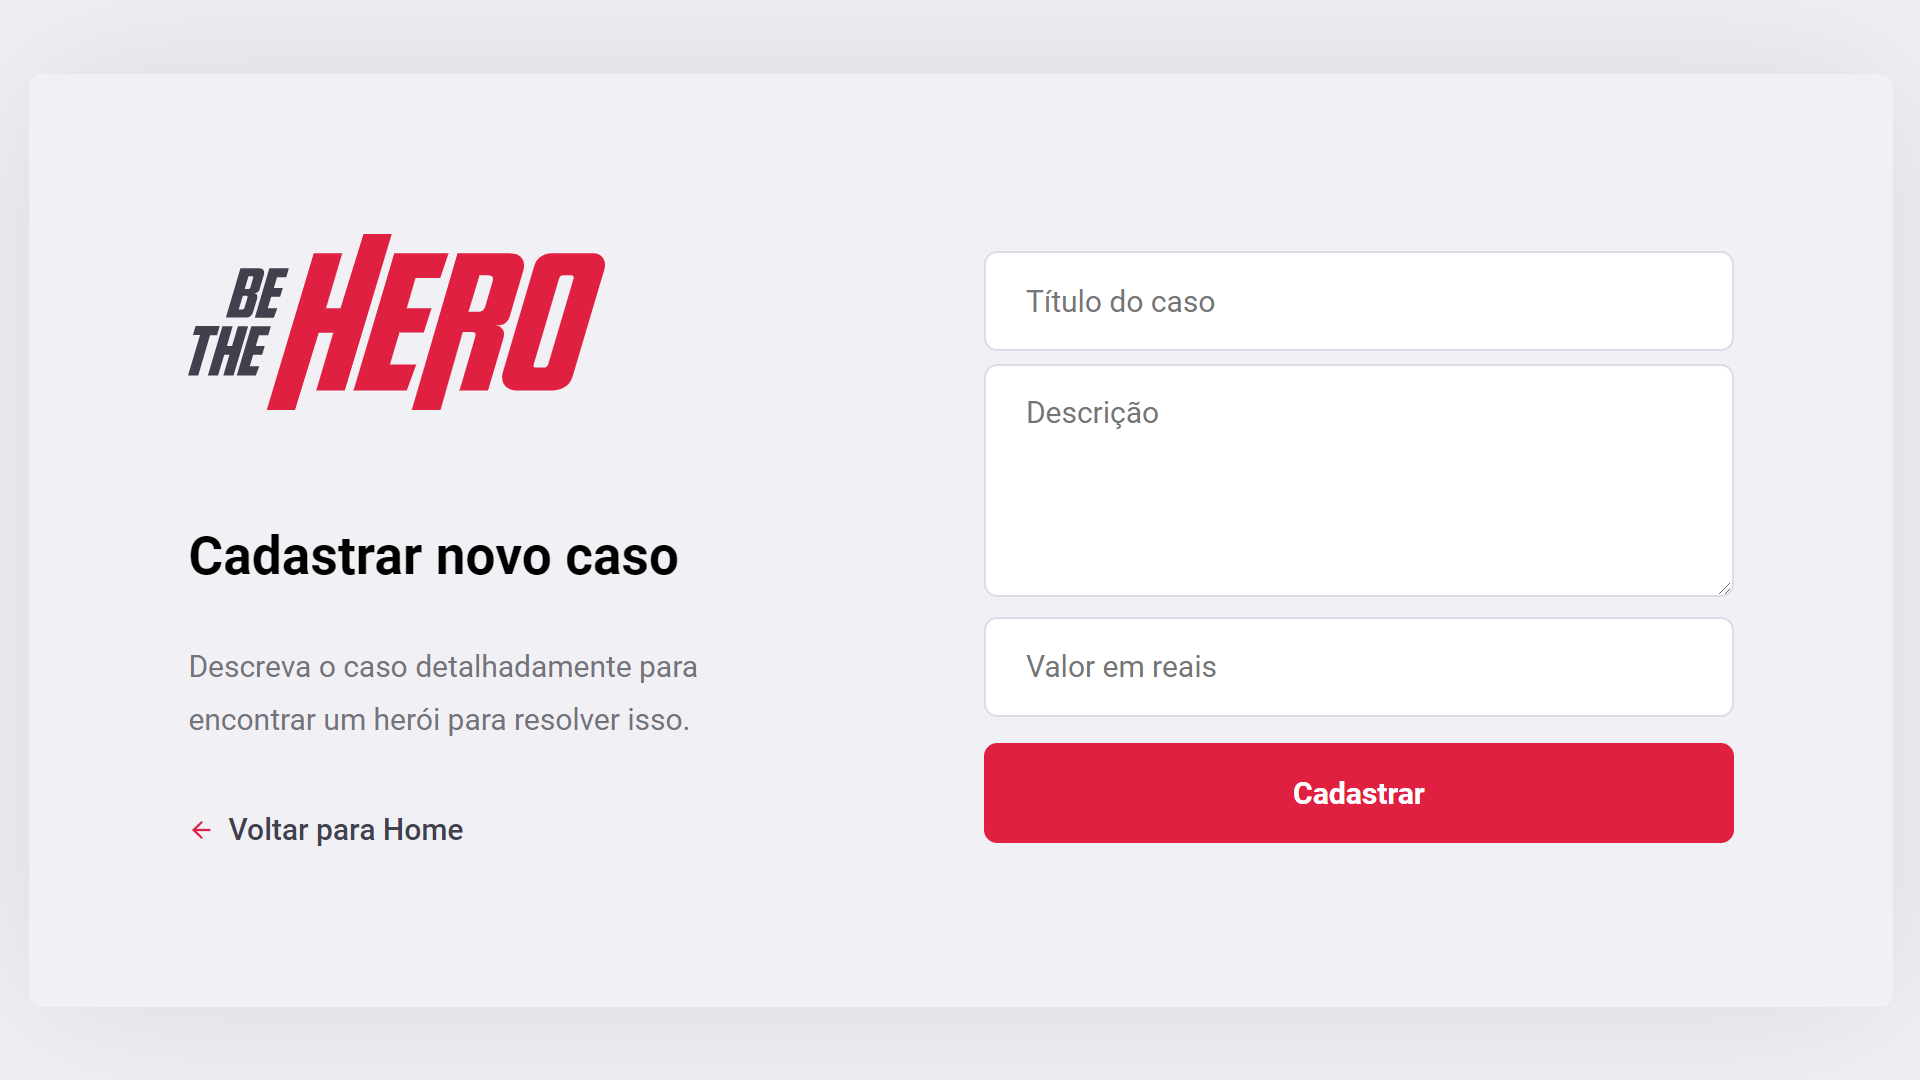 BE
THE
HERO
Cadastrar novo caso
Descreva o caso detalhadamente para
encontrar um herói para resolver isso.
Voltar para Home
Título do caso
Descrição
Valor em reais
Cadastrar